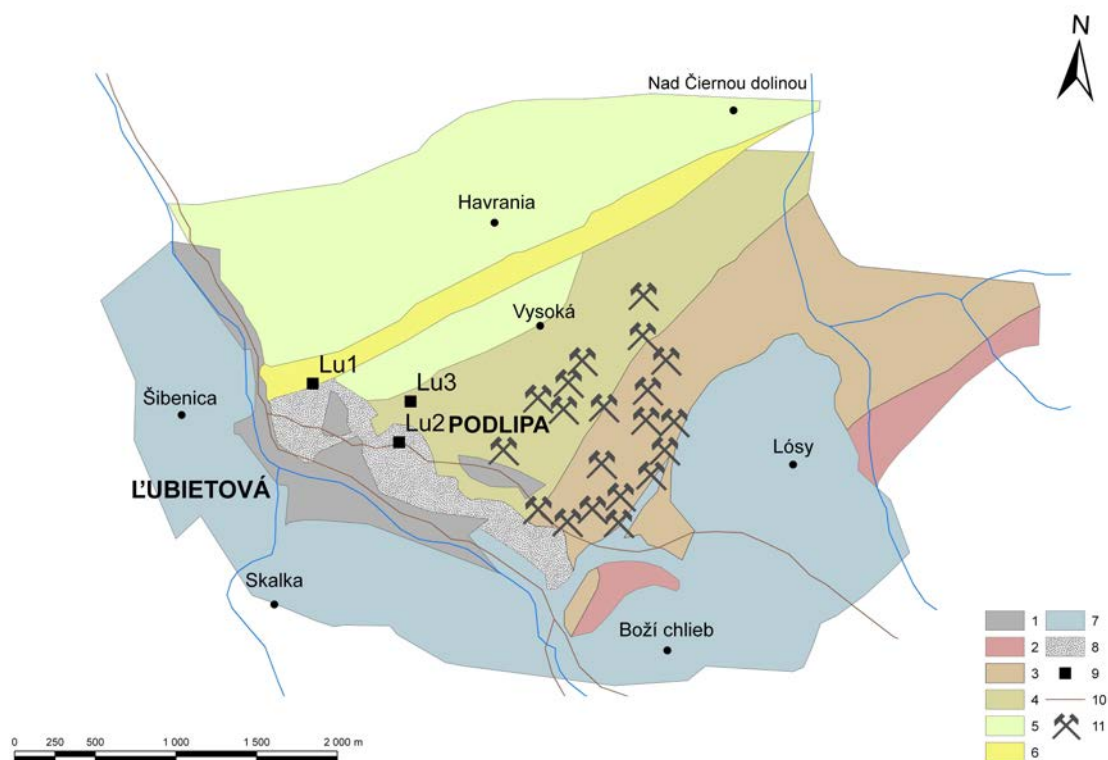 N
Nad Čiernou dolinou
Havrania
Vysoká
Lu1
Lu3
Šibenica
Lu2
PODLIPA
Lósy
ĽUBIETOVÁ
Skalka
Boží chlieb
1 7
2 8
3 9
4 10
5 11
6
0 250 500 1 000 1 500 2 000 m